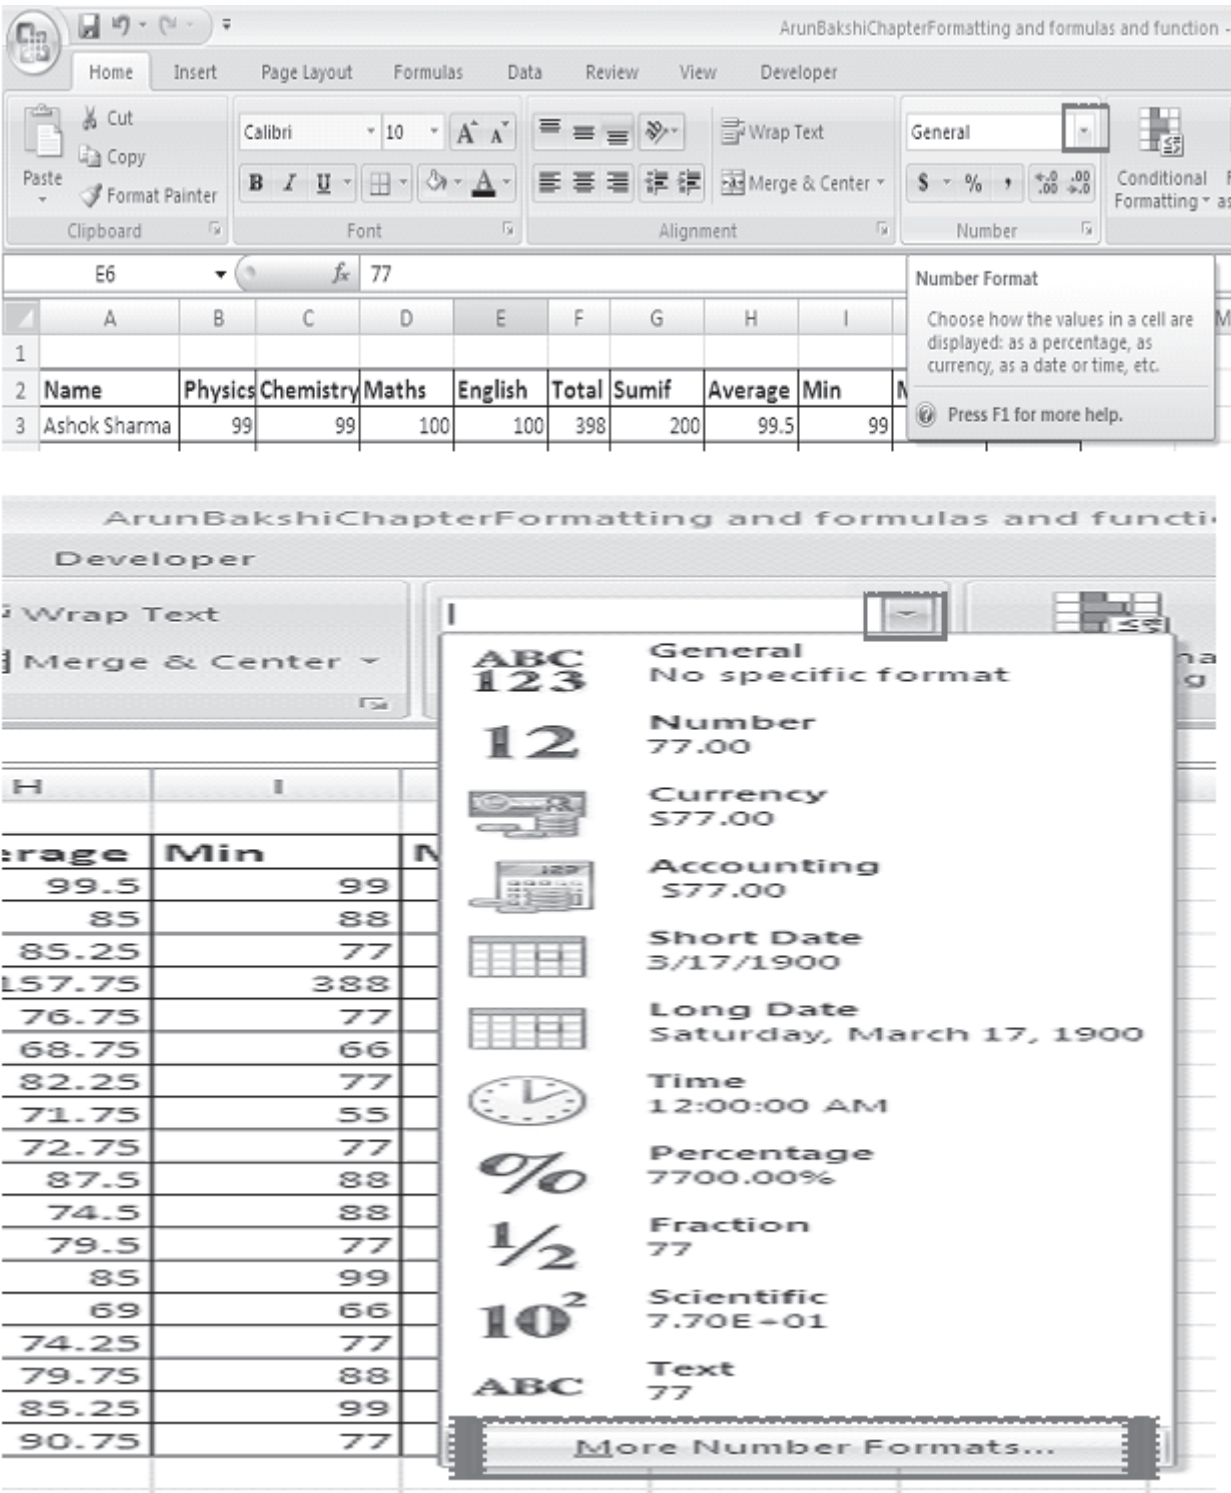 ArunBakshiChapterFormatting and formulas and function -
Home Insert Page Layout Formulas Data Review View Developer
Cut
Copy
Format Painter
Paste
Clipboard
Calibri 10
A A
B I U A
Font
Wrap Text
Merge & Center
Alignment
General
$ % , .0 .00 .00 .0
Number
Conditional
Formatting as
E6 fx 77
Number Format
Choose how the values in a cell are
displayed: as a percentage, as
currency, as a date or time, etc.
Press F1 for more help.
A B C D E F G H I M
1
2 Name Physics Chemistry Maths English Total Sumif Average Min
3 Ashok Sharma 99 99 100 100 398 200 99.5 99
ArunBakshiChapterFormatting and formulas and functi
Developer
Wrap Text
Merge & Center
H I
erage Min
99.5 99
85 88
85.25 77
157.75 388
76.75 77
68.75 66
82.25 77
71.75 55
72.75 77
87.5 88
74.5 88
79.5 77
85 99
69 66
74.25 77
79.75 88
85.25 99
90.75 77
ABC
123
General
No specific format
12
Number
77.00
Currency
$77.00
Accounting
$77.00
Short Date
3/17/1900
Long Date
Saturday, March 17, 1900
Time
12:00:00 AM
%
Percentage
7700.00%
1/2
Fraction
77
10²
Scientific
7.70E+01
ABC
Text
77
More Number Formats...